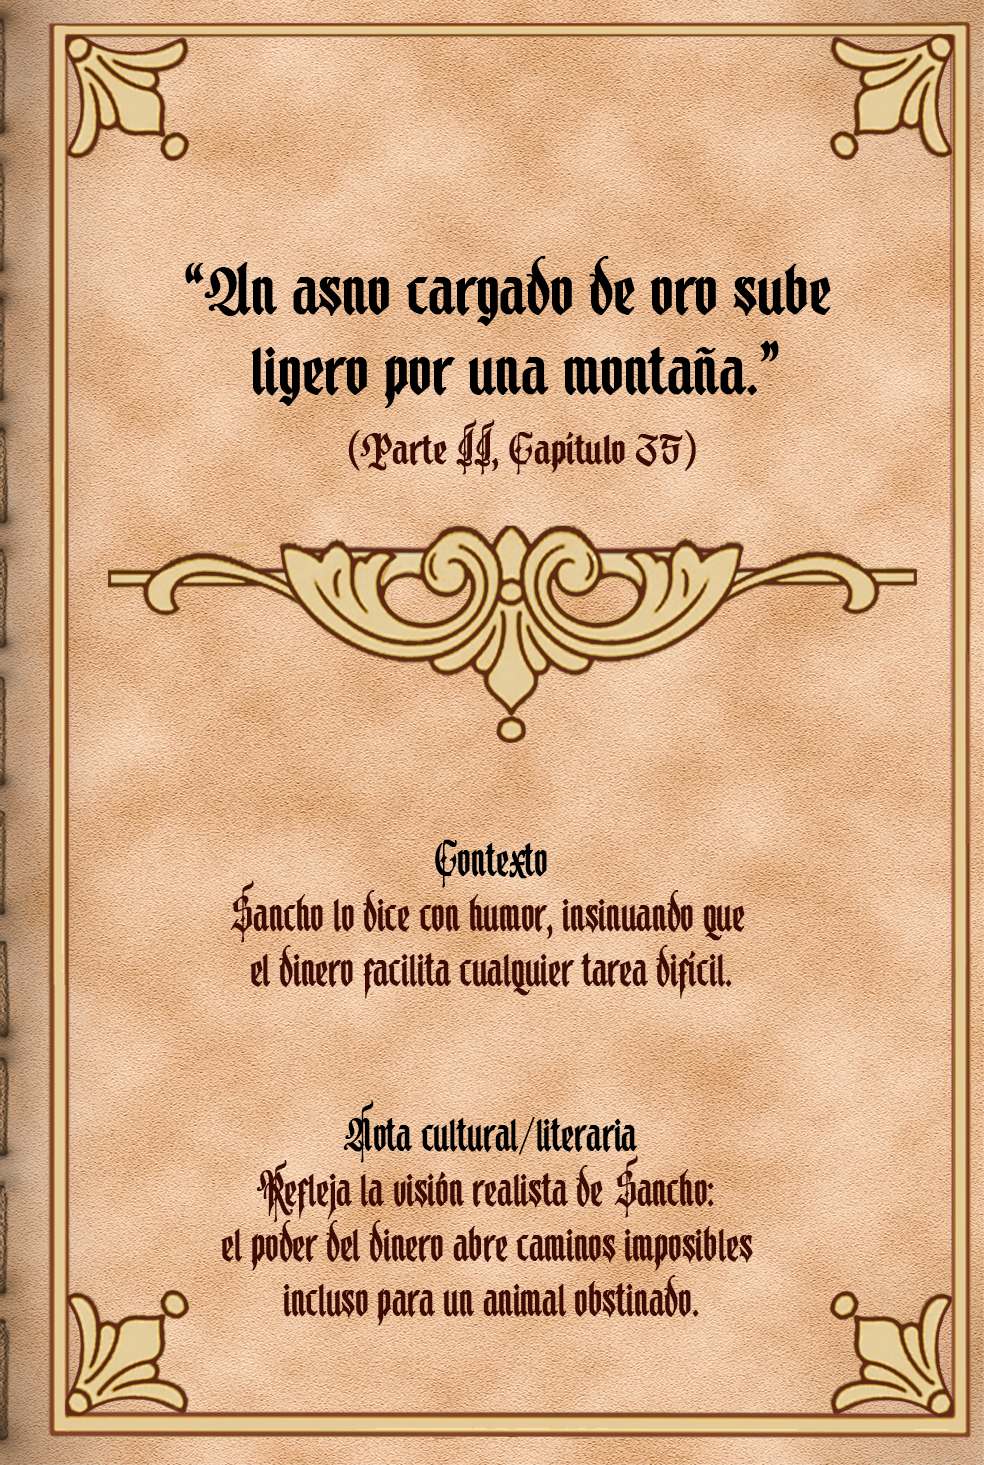 “Un asno cargado de oro sube
ligero por una montaña.”
(Parte II, Capítulo 35)
Contexto
Sancho lo dice con humor, insinuando que
el dinero facilita cualquier tarea difícil.
Nota cultural/literaria
Refleja la visión realista de Sancho:
el poder del dinero abre caminos imposibles
incluso para un animal obstinado.